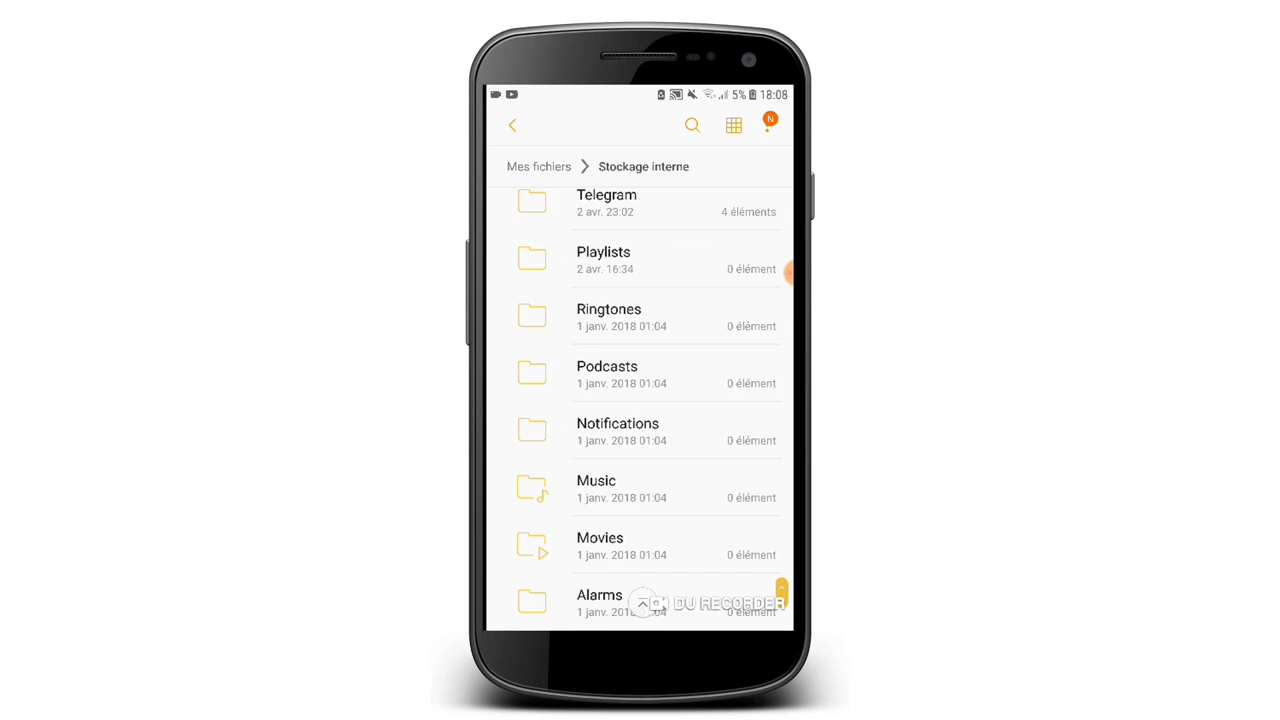 5% 18:08
N
Mes fichiers > Stockage interne
Telegram
2 avr. 23:02 4 éléments
Playlists
2 avr. 16:34 0 élément
Ringtones
1 janv. 2018 01:04 0 élément
Podcasts
1 janv. 2018 01:04 0 élément
Notifications
1 janv. 2018 01:04 0 élément
Music
1 janv. 2018 01:04 0 élément
Movies
1 janv. 2018 01:04 0 élément
Alarms
DU RECORDER
1 janv. 0 élément